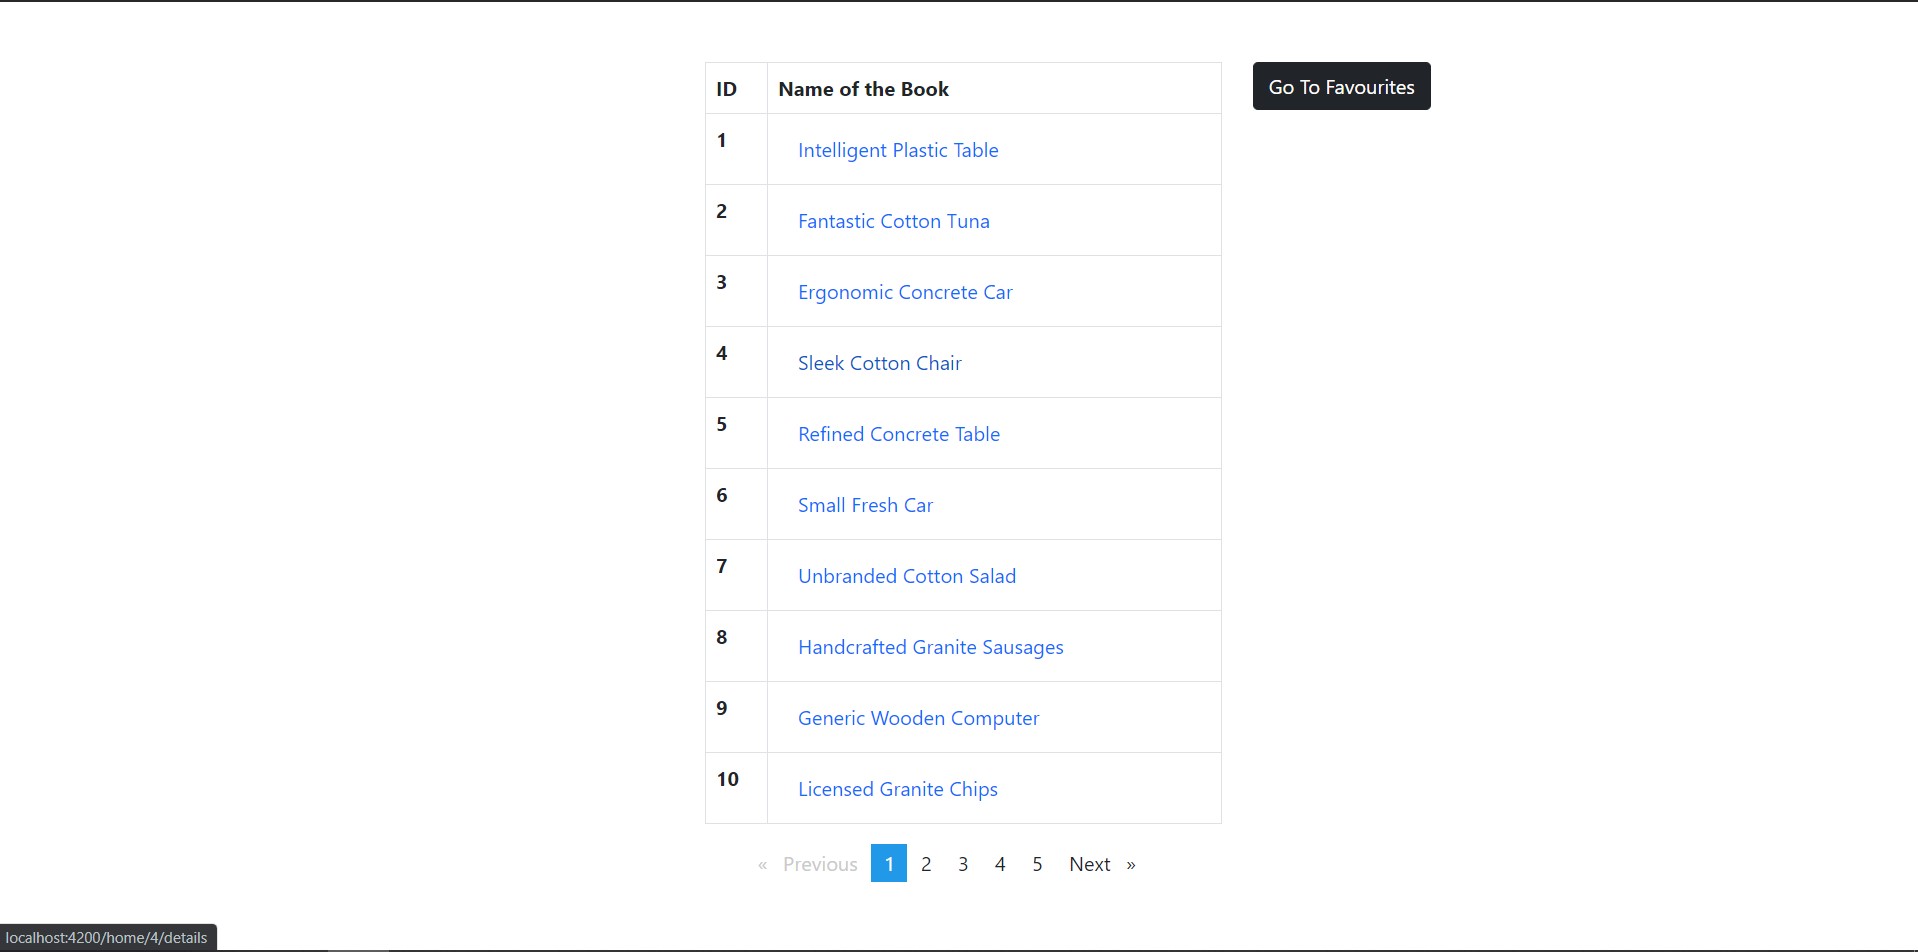 ID Name of the Book Go To Favourites
1 Intelligent Plastic Table
2 Fantastic Cotton Tuna
3 Ergonomic Concrete Car
4 Sleek Cotton Chair
5 Refined Concrete Table
6 Small Fresh Car
7 Unbranded Cotton Salad
8 Handcrafted Granite Sausages
9 Generic Wooden Computer
10 Licensed Granite Chips
« Previous 1 2 3 4 5 Next »
localhost:4200/home/4/details